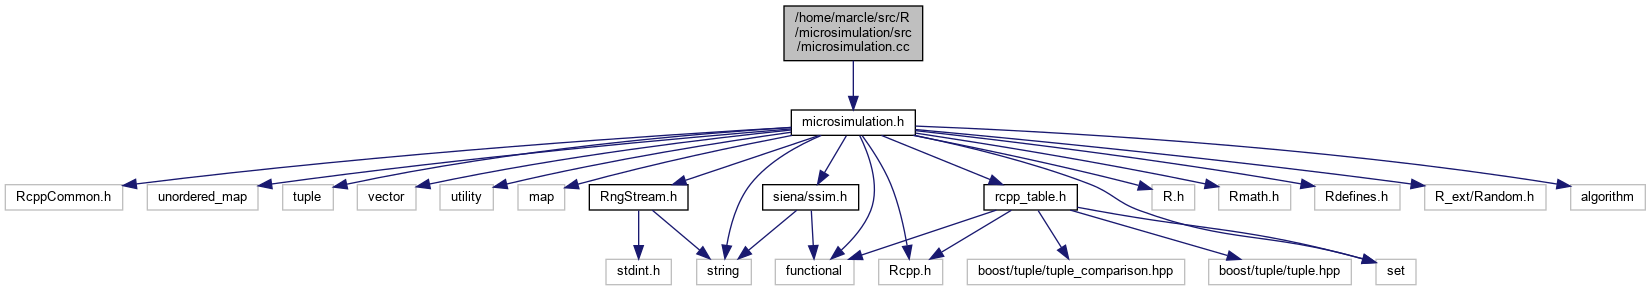 /home/marcle/src/R
/microsimulation/src
/microsimulation.cc
microsimulation.h
RcppCommon.h
unordered_map
tuple
vector
utility
map
RngStream.h
siena/ssim.h
rcpp_table.h
R.h
Rmath.h
Rdefines.h
R_ext/Random.h
algorithm
stdint.h
string
functional
Rcpp.h
boost/tuple/tuple_comparison.hpp
boost/tuple/tuple.hpp
set